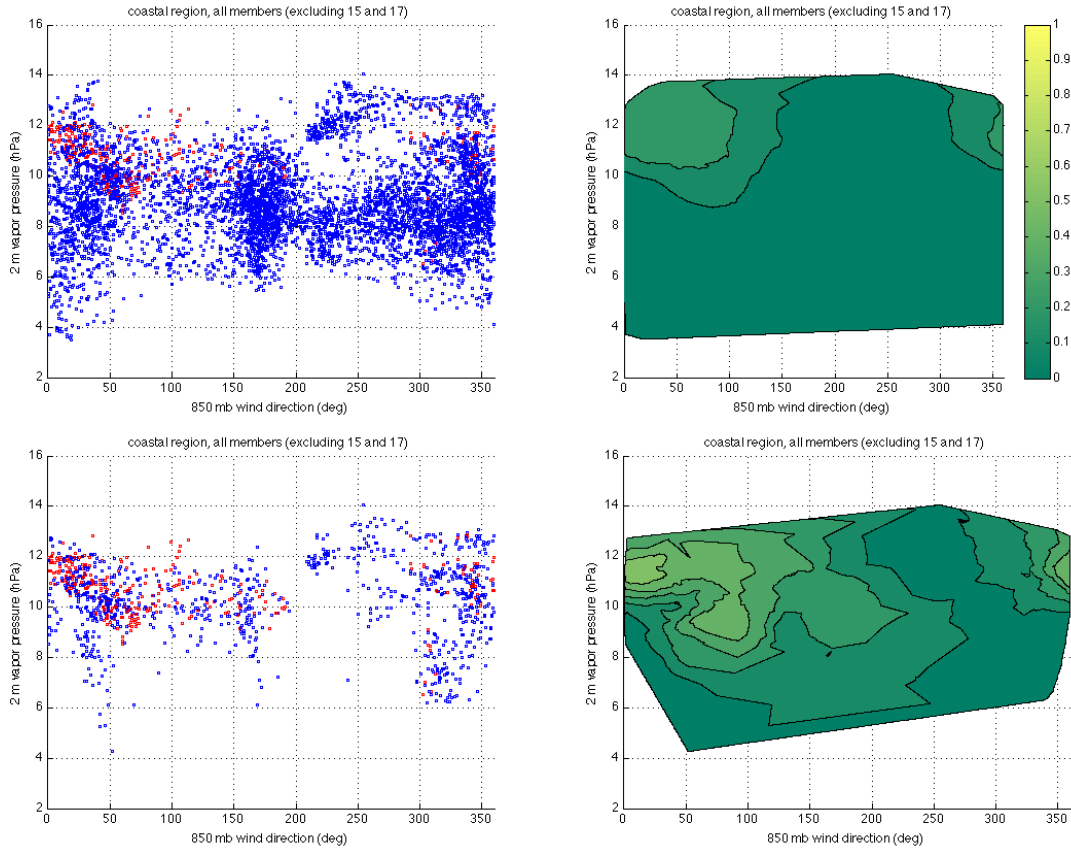 coastal region, all members (excluding 15 and 17)
16
14
12
10
8
6
4
2
2 m vapor pressure (hPa)
0 50 100 150 200 250 300 350
850 mb wind direction (deg)
coastal region, all members (excluding 15 and 17)
16
14
12
10
8
6
4
2
2 m vapor pressure (hPa)
0 50 100 150 200 250 300 350
850 mb wind direction (deg)
1
0.9
0.8
0.7
0.6
0.5
0.4
0.3
0.2
0.1
0
coastal region, all members (excluding 15 and 17)
16
14
12
10
8
6
4
2
2 m vapor pressure (hPa)
0 50 100 150 200 250 300 350
850 mb wind direction (deg)
coastal region, all members (excluding 15 and 17)
16
14
12
10
8
6
4
2
2 m vapor pressure (hPa)
0 50 100 150 200 250 300 350
850 mb wind direction (deg)